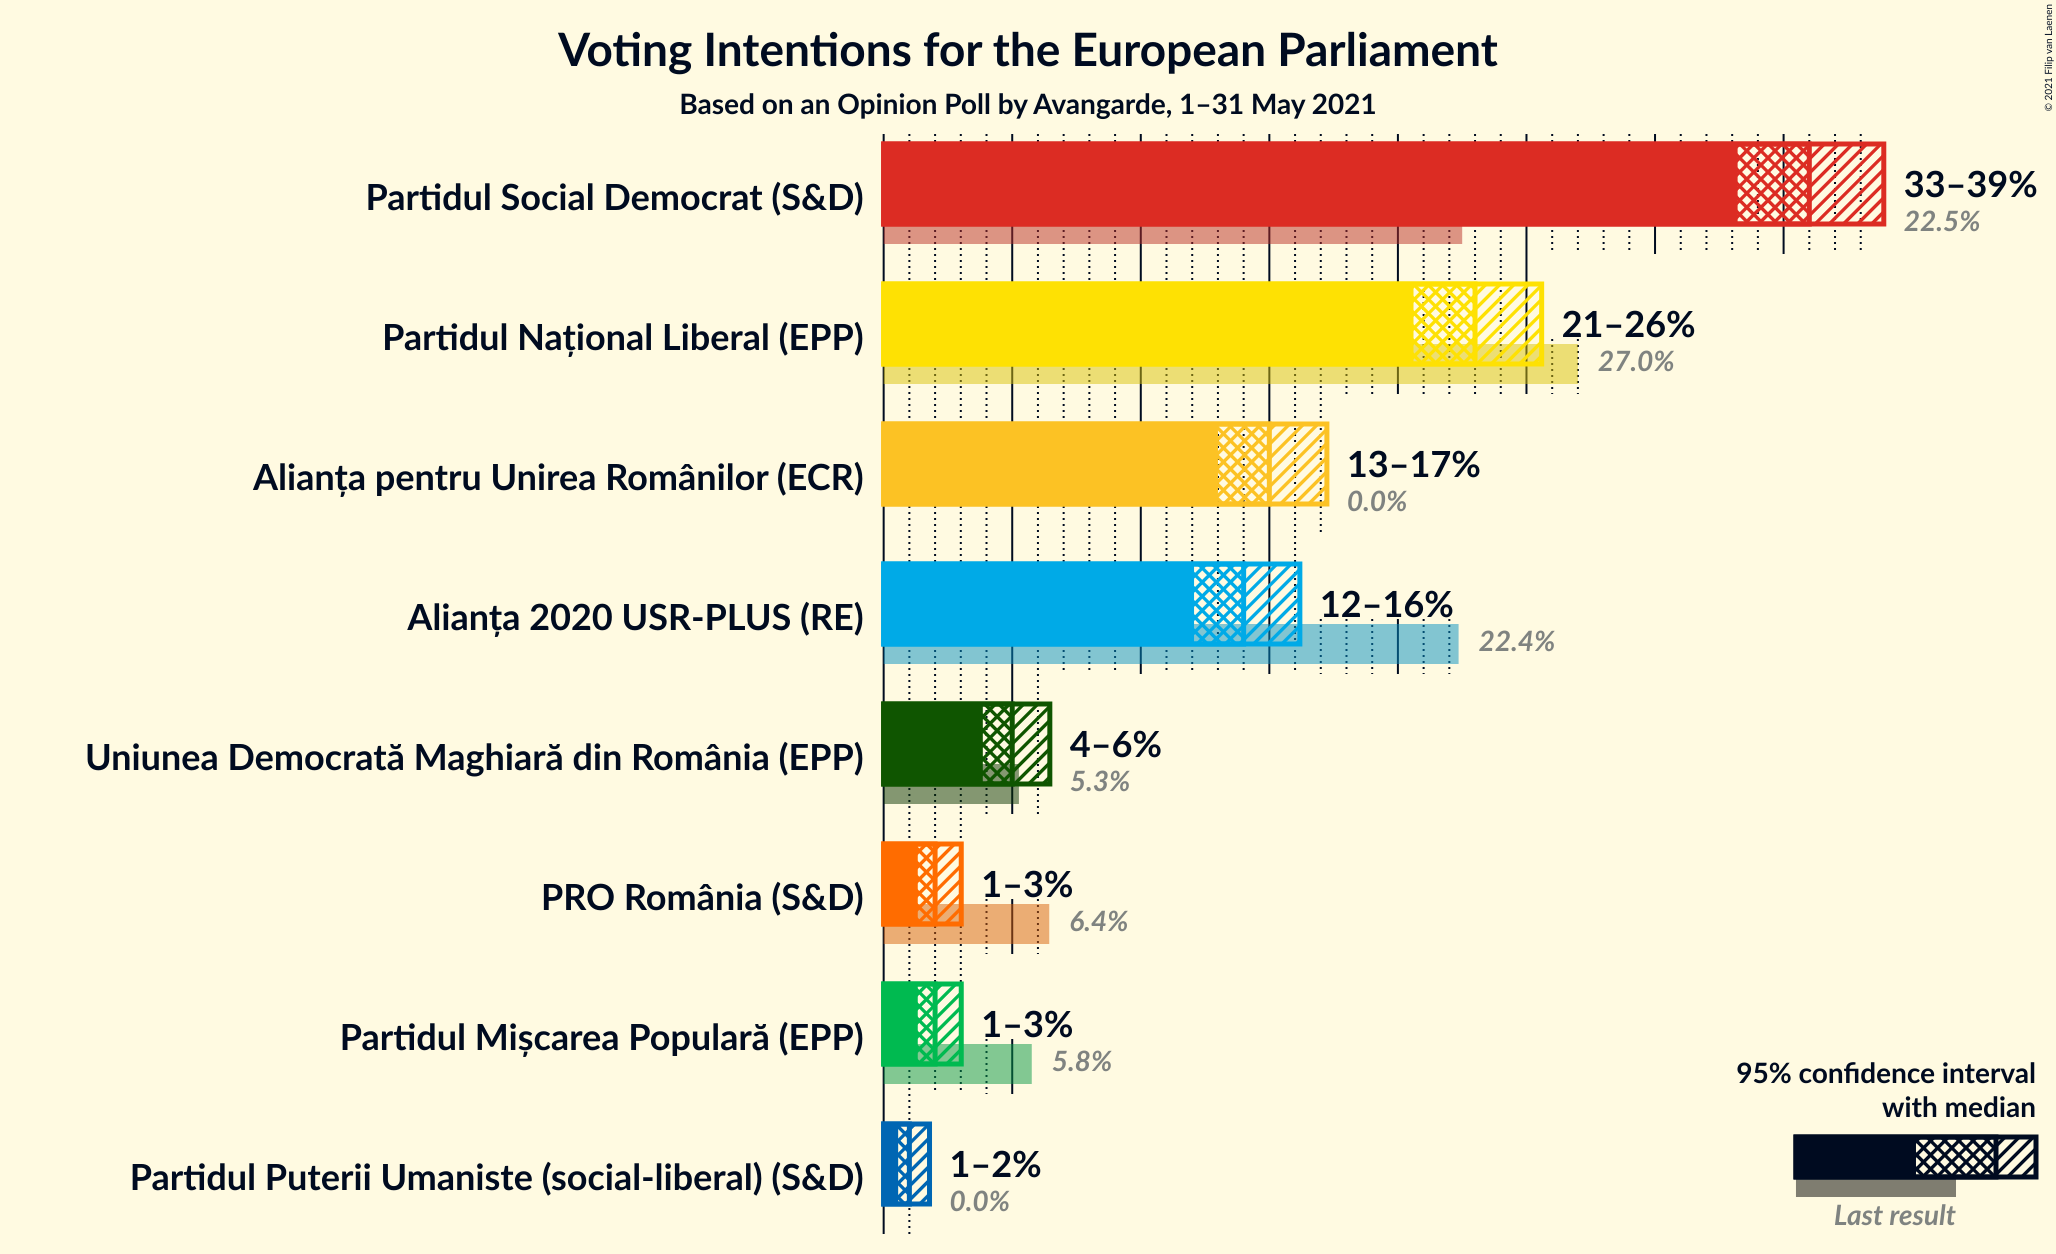 Voting Intentions for the European Parliament
Based on an Opinion Poll by Avangarde, 1–31 May 2021
© 2021 Filip van Laenen
Partidul Social Democrat (S&D)
33–39%
22.5%
Partidul Național Liberal (EPP)
21–26%
27.0%
Alianța pentru Unirea Românilor (ECR)
13–17%
0.0%
Alianța 2020 USR-PLUS (RE)
12–16%
22.4%
Uniunea Democrată Maghiară din România (EPP)
4–6%
5.3%
PRO România (S&D)
1–3%
6.4%
Partidul Mișcarea Populară (EPP)
1–3%
5.8%
Partidul Puterii Umaniste (social-liberal) (S&D)
1–2%
0.0%
95% confidence interval
with median
Last result